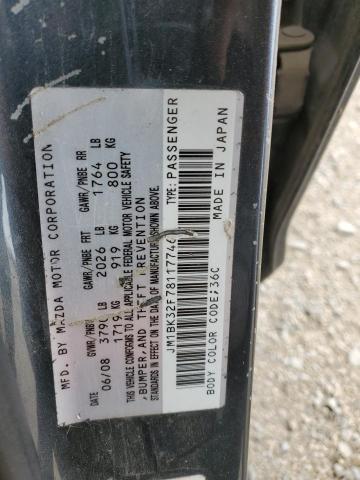 MFD. BY MAZDA MOTOR CORPORATION
DATE GVWR/PNBV GAWR/PNBE FRT GAWR/PNBE RR
06/08 3790 LB 2026 LB 1764 LB
1719 KG 919 KG 800 KG
THIS VEHICLE CONFORMS TO ALL APPLICABLE FEDERAL MOTOR VEHICLE SAFETY
, BUMPER, AND THEFT PREVENTION
STANDARDS IN EFFECT ON THE DATE OF MANUFACTURE SHOWN ABOVE.
JM1BK32F78117746 TYPE: PASSENGER
BODY COLOR CODE;36C MADE IN JAPAN